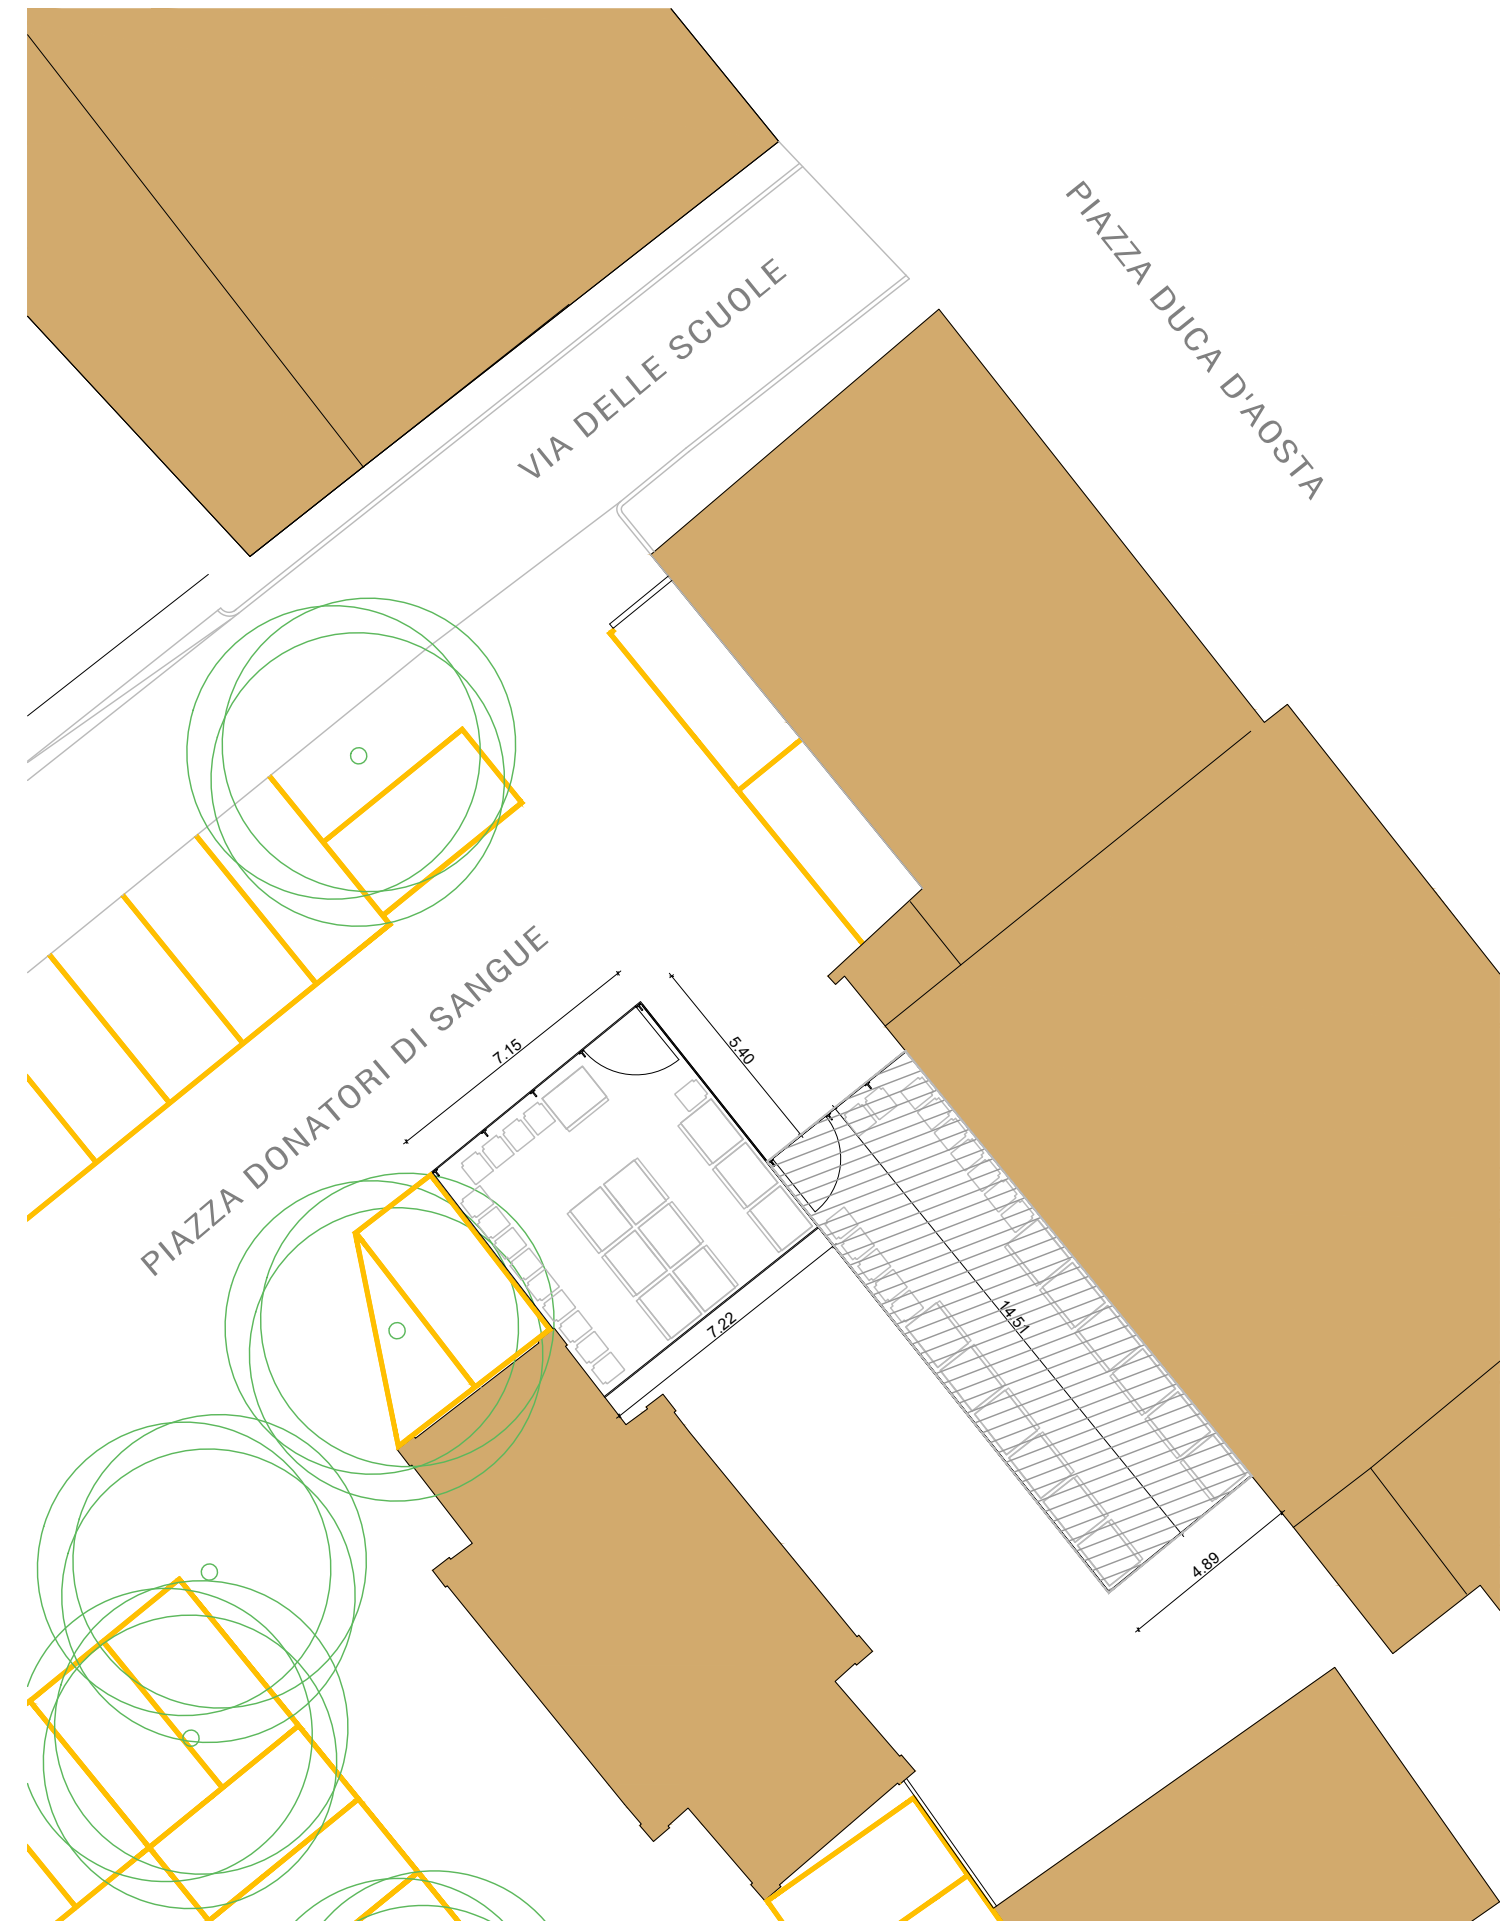 PIAZZA DUCA D'AOSTA
VIA DELLE SCUOLE
PIAZZA DONATORI DI SANGUE
7.15
5.40
7.22
14.51
4.89